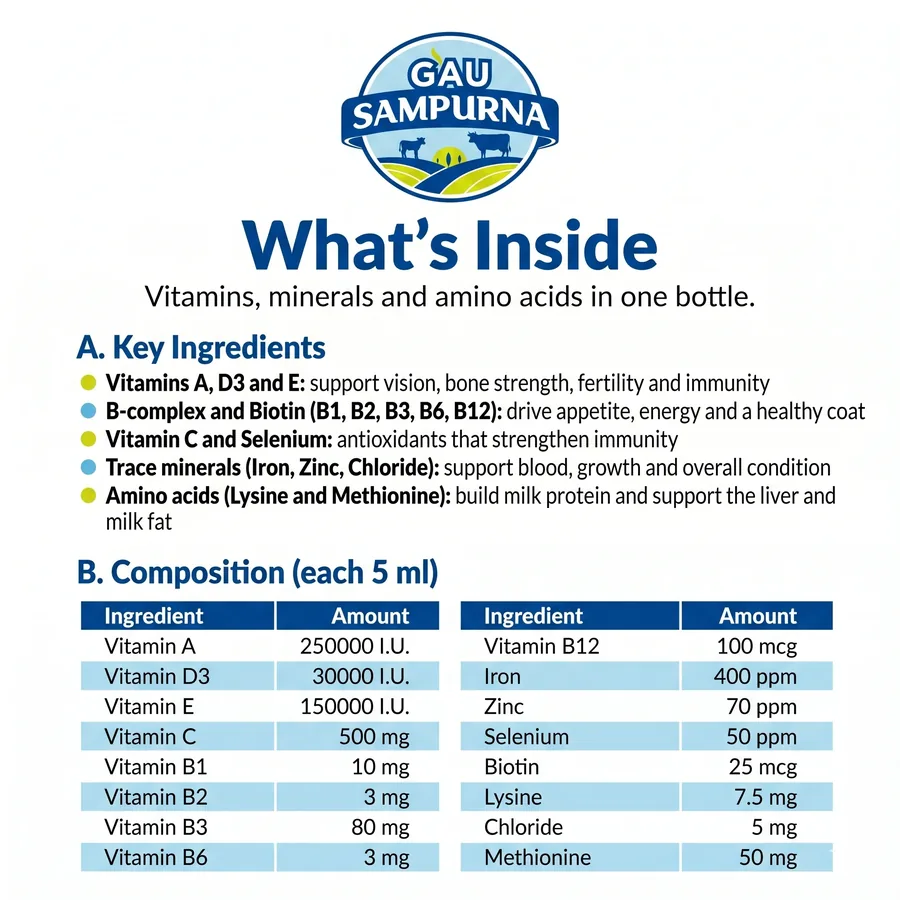 GAU
SAMPURNA
What's Inside
Vitamins, minerals and amino acids in one bottle.
A. Key Ingredients
Vitamins A, D3 and E: support vision, bone strength, fertility and immunity
B-complex and Biotin (B1, B2, B3, B6, B12): drive appetite, energy and a healthy coat
Vitamin C and Selenium: antioxidants that strengthen immunity
Trace minerals (Iron, Zinc, Chloride): support blood, growth and overall condition
Amino acids (Lysine and Methionine): build milk protein and support the liver and
milk fat
B. Composition (each 5 ml)
Ingredient Amount
Vitamin A 250000 I.U.
Vitamin D3 30000 I.U.
Vitamin E 150000 I.U.
Vitamin C 500 mg
Vitamin B1 10 mg
Vitamin B2 3 mg
Vitamin B3 80 mg
Vitamin B6 3 mg
Ingredient Amount
Vitamin B12 100 mcg
Iron 400 ppm
Zinc 70 ppm
Selenium 50 ppm
Biotin 25 mcg
Lysine 7.5 mg
Chloride 5 mg
Methionine 50 mg